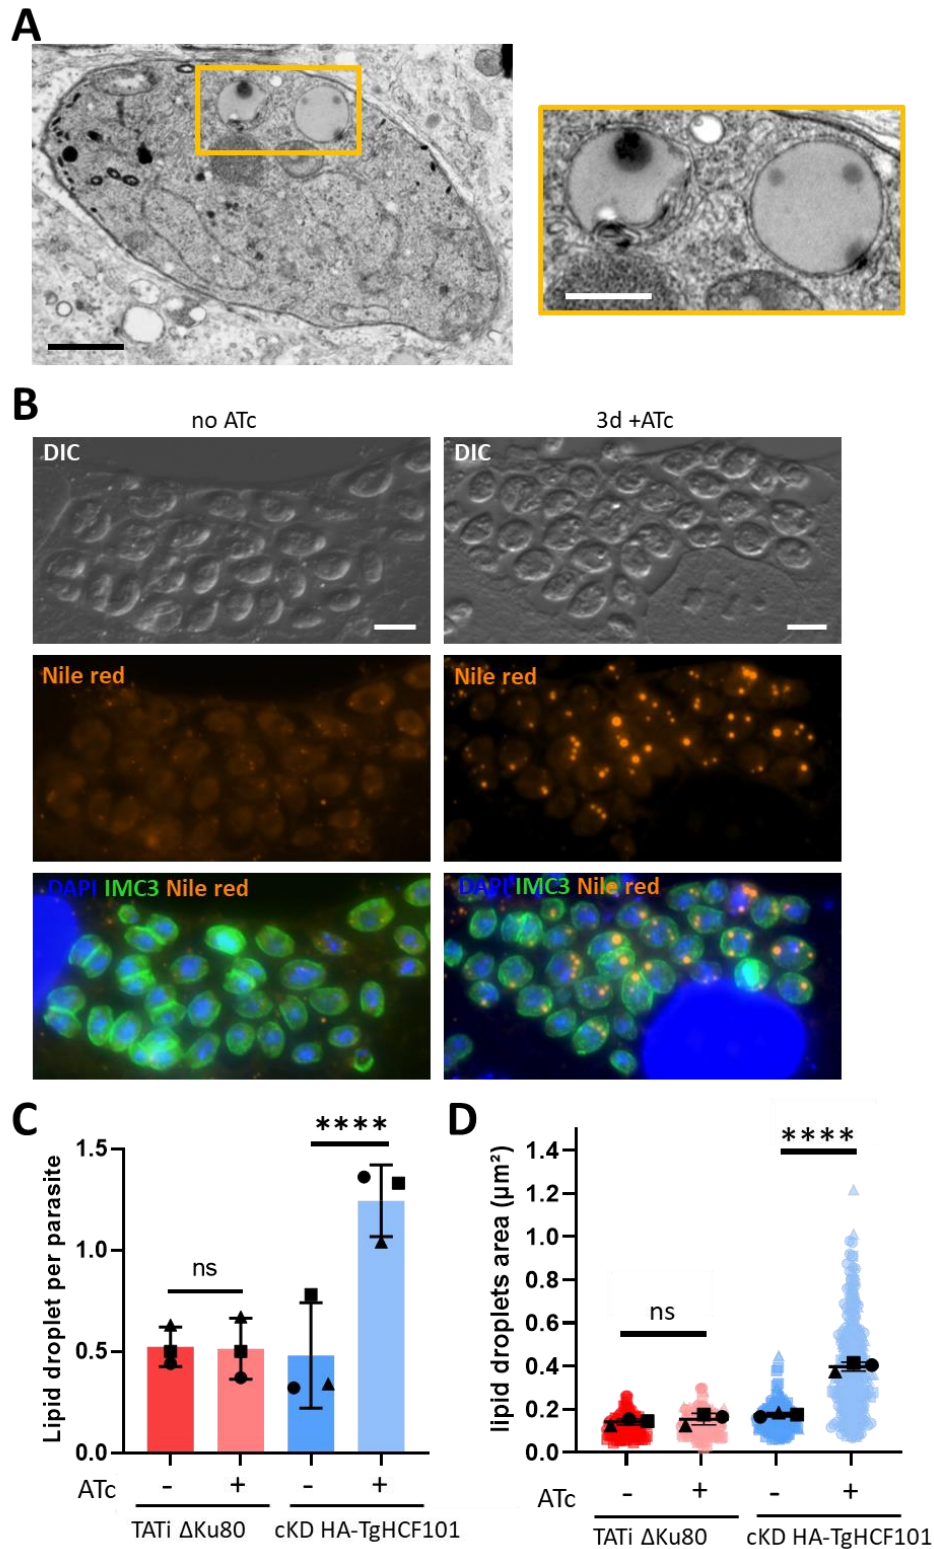 A
B
no ATc
3d +ATc
DIC
DIC
Nile red
Nile red
DAPI IMC3 Nile red
DAPI IMC3 Nile red
C
D
Lipid droplet per parasite
1.5
1.0
0.5
0.0
ns
****
ATc - + - +
TATi ΔKu80 cKD HA-TgHCF101
lipid droplets area (µm²)
1.4
1.2
1.0
0.8
0.6
0.4
0.2
0.0
ns
****
ATc - + - +
TATi ΔKu80 cKD HA-TgHCF101